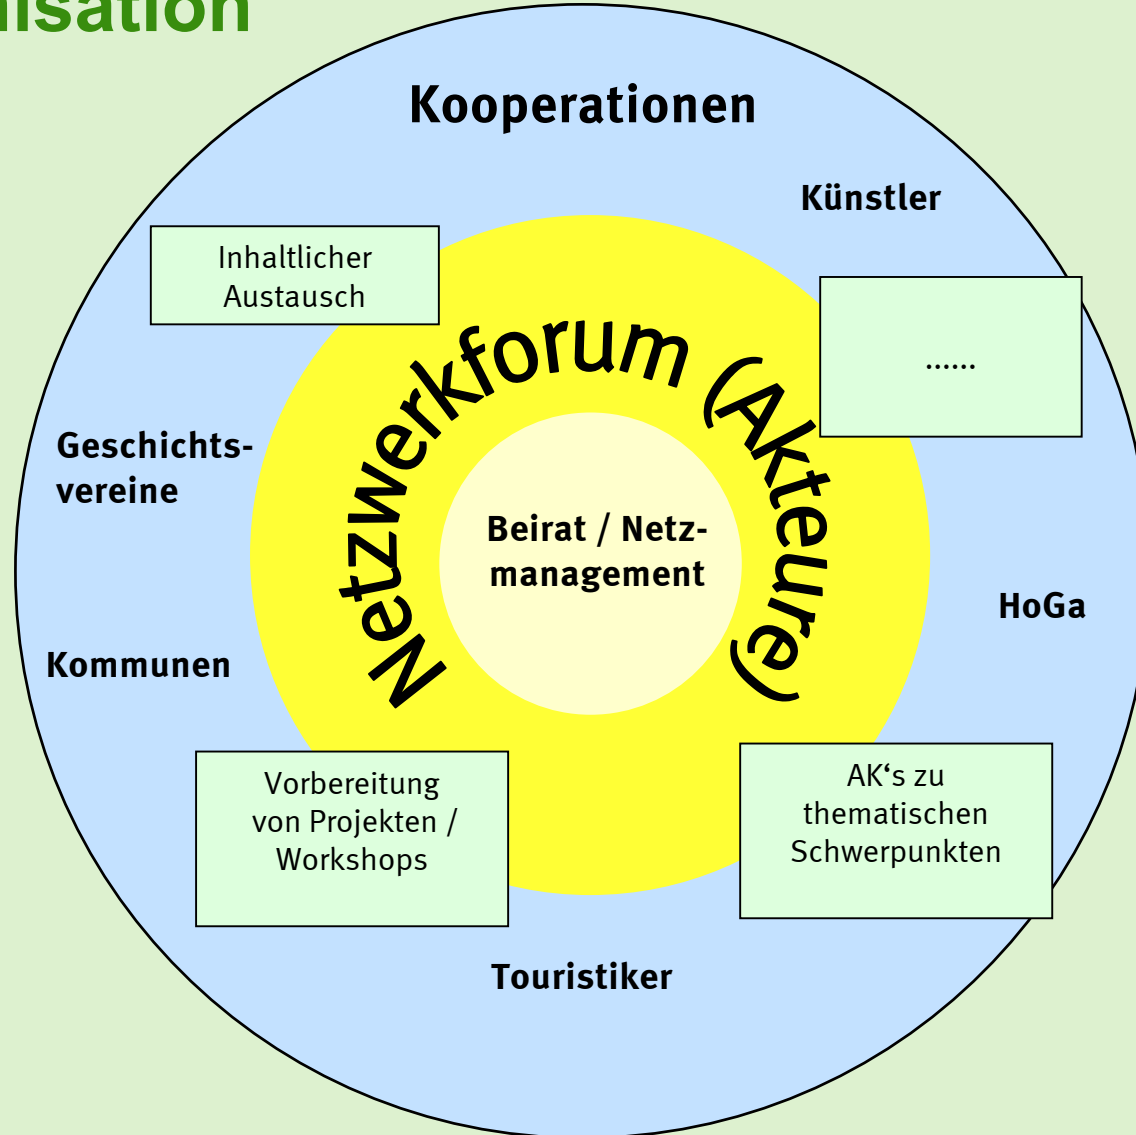 nisation
Kooperationen
Künstler
Inhaltlicher
Austausch
......
Netzwerkforum (Akteure)
Geschichts-
vereine
Beirat / Netz-
management
HoGa
Kommunen
Vorbereitung
von Projekten /
Workshops
AK‘s zu
thematischen
Schwerpunkten
Touristiker